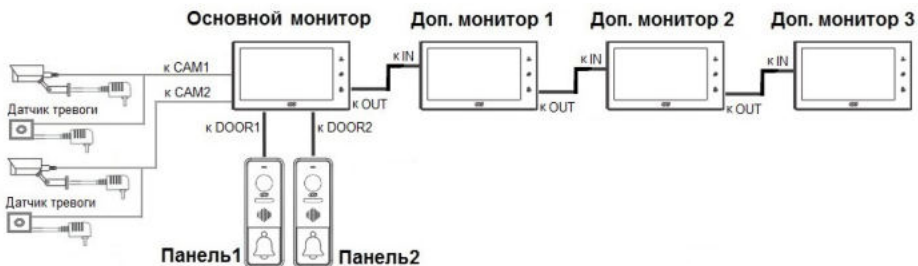 Основной монитор
Доп. монитор 1
Доп. монитор 2
Доп. монитор 3
к CAM1
к CAM2
к IN
к IN
к IN
к OUT
к OUT
к OUT
Датчик тревоги
к DOOR1
к DOOR2
Датчик тревоги
Панель1
Панель2